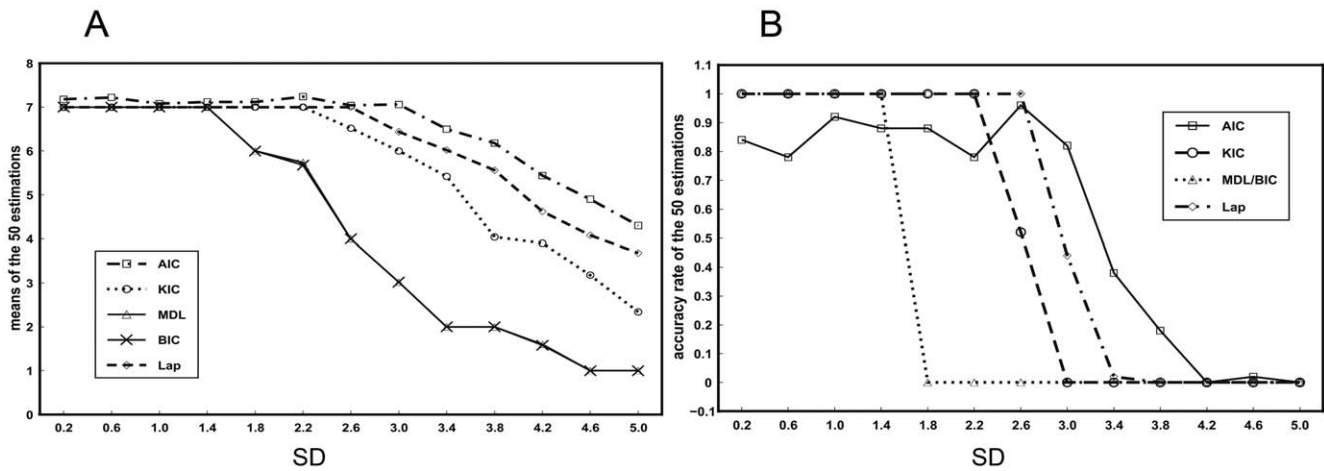 A
means of the 50 estimations
8
7
6
5
4
3
2
1
0
AIC
KIC
MDL
BIC
Lap
0.2 0.6 1.0 1.4 1.8 2.2 2.6 3.0 3.4 3.8 4.2 4.6 5.0
SD
B
accuracy rate of the 50 estimations
1.1
1
0.9
0.8
0.7
0.6
0.5
0.4
0.3
0.2
0.1
0
−0.1
AIC
KIC
MDL/BIC
Lap
0.2 0.6 1.0 1.4 1.8 2.2 2.6 3.0 3.4 3.8 4.2 4.6 5.0
SD